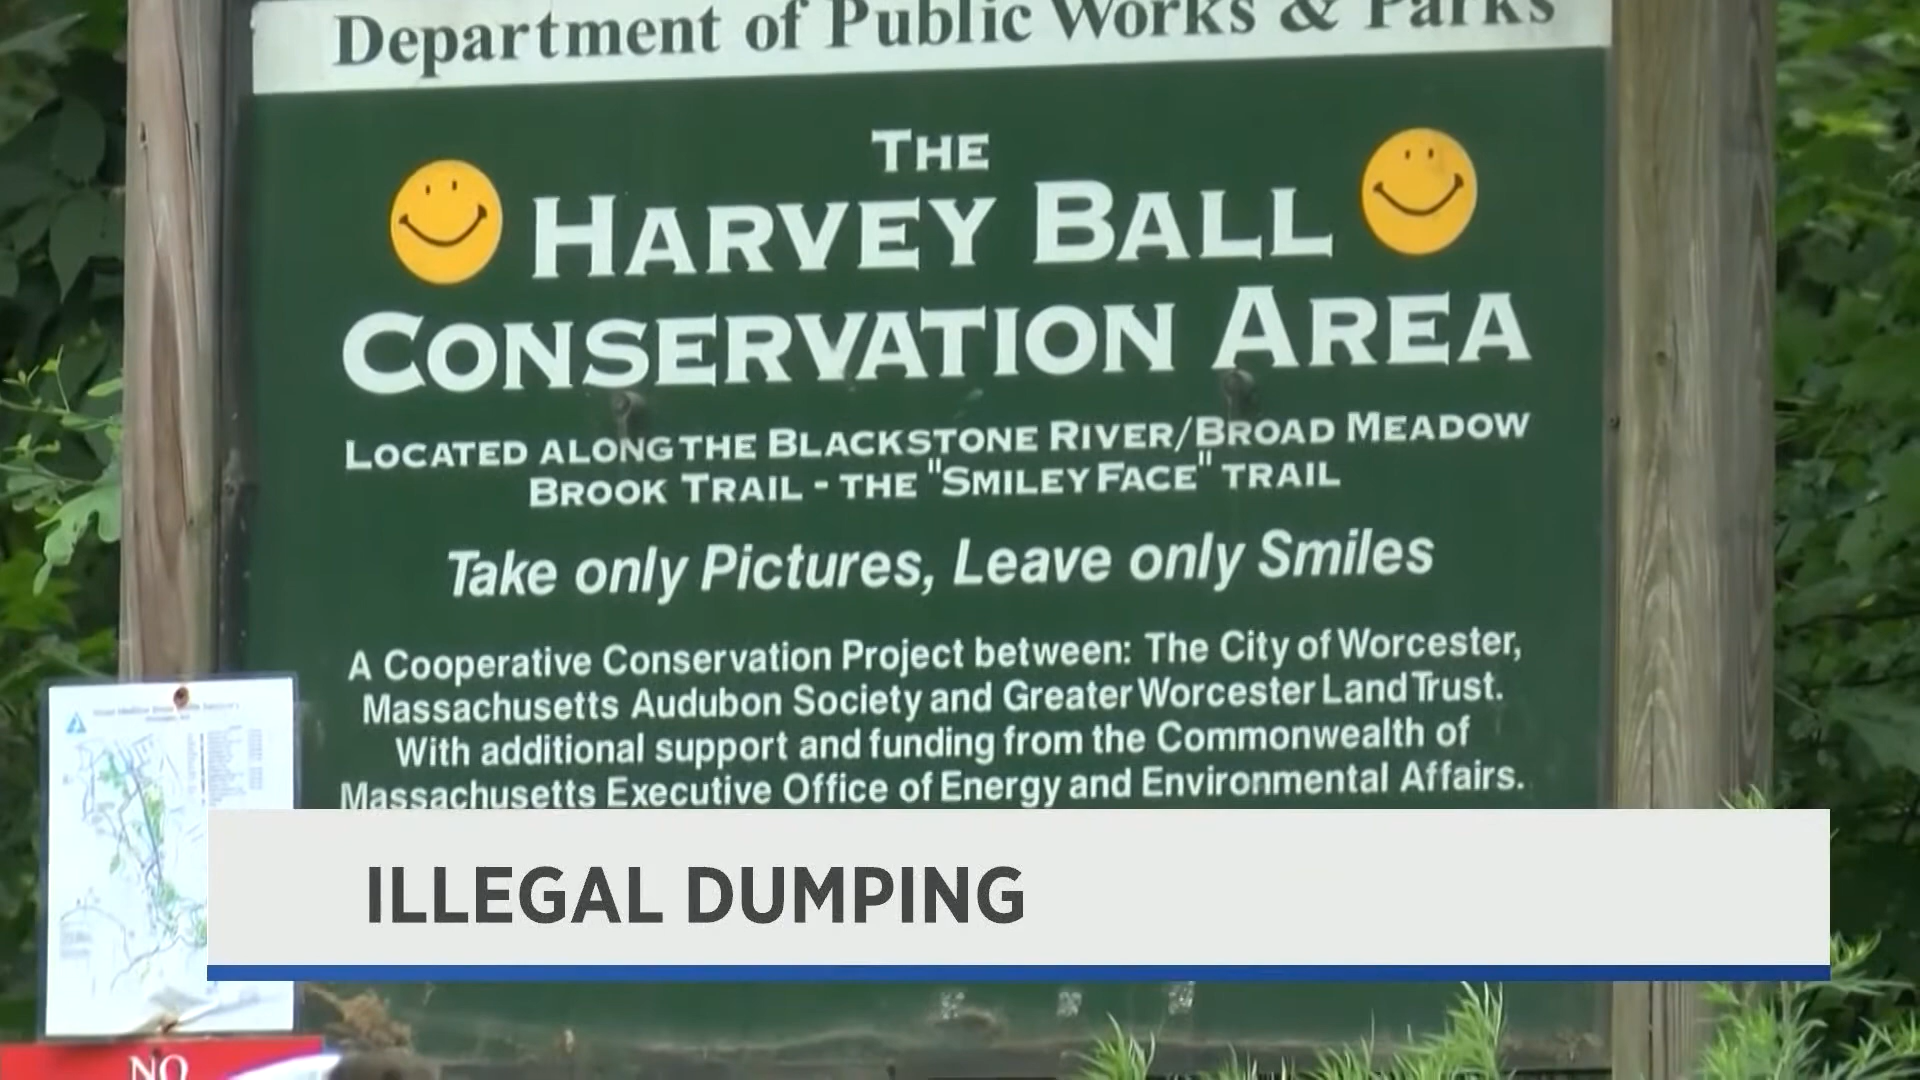 Department of Public Works & Parks
THE
HARVEY BALL
CONSERVATION AREA
LOCATED ALONG THE BLACKSTONE RIVER/BROAD MEADOW
BROOK TRAIL - THE "SMILEY FACE" TRAIL
Take only Pictures, Leave only Smiles
A Cooperative Conservation Project between: The City of Worcester,
Massachusetts Audubon Society and Greater Worcester Land Trust.
With additional support and funding from the Commonwealth of
Massachusetts Executive Office of Energy and Environmental Affairs.
ILLEGAL DUMPING
NO